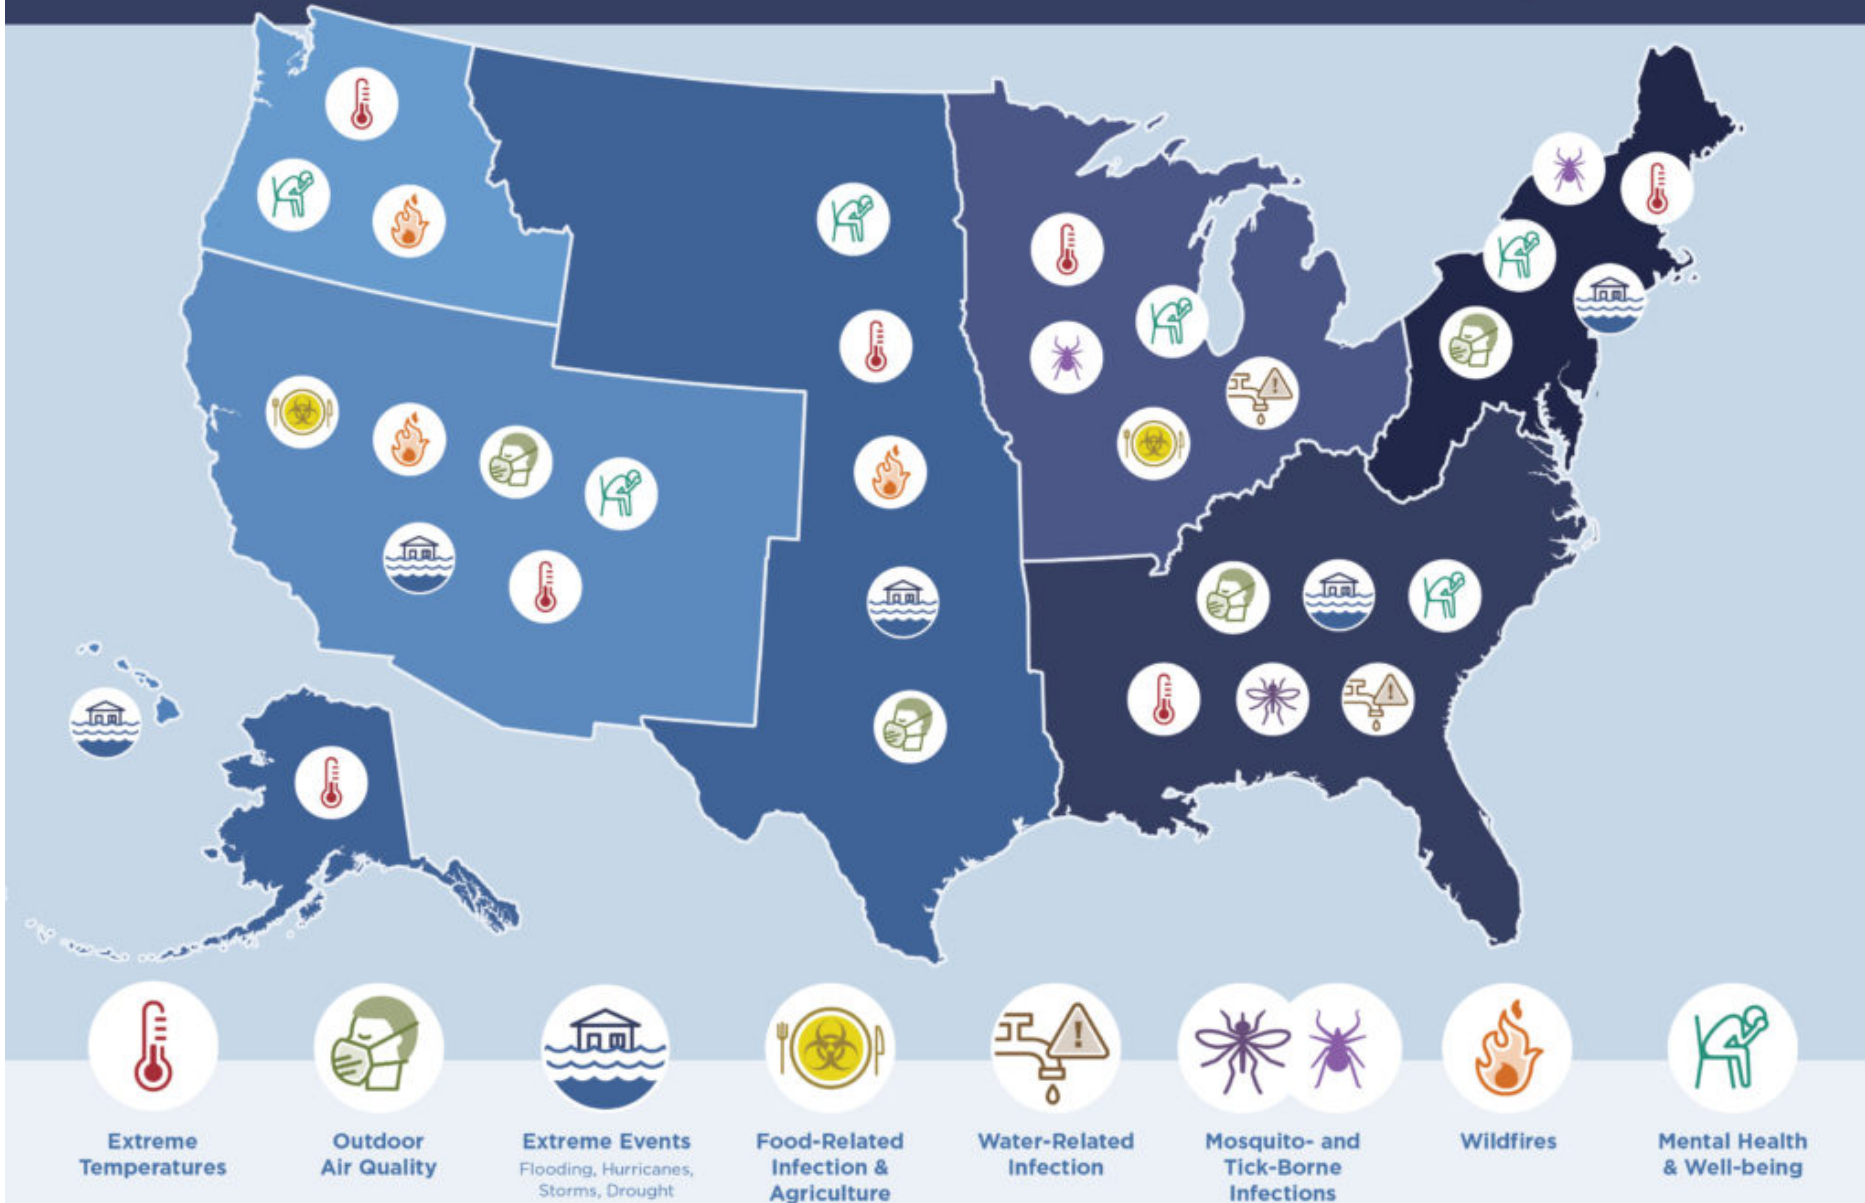 Extreme
Temperatures
Outdoor
Air Quality
Extreme Events
Flooding, Hurricanes,
Storms, Drought
Food-Related
Infection &
Agriculture
Water-Related
Infection
Mosquito- and
Tick-Borne
Infections
Wildfires
Mental Health
& Well-being